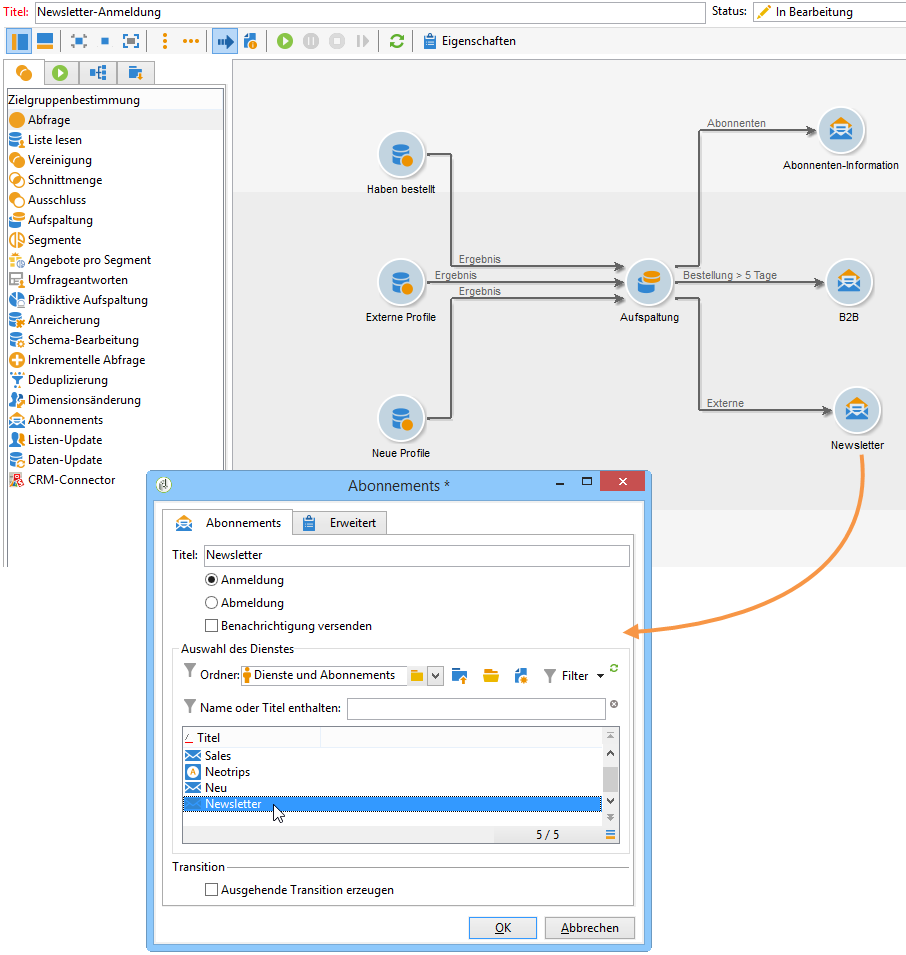 Titel: Newsletter-Anmeldung Status: In Bearbeitung
Eigenschaften
Zielgruppenbestimmung
Abfrage
Liste lesen
Vereinigung
Schnittmenge
Ausschluss
Aufspaltung
Segmente
Angebote pro Segment
Umfrageantworten
Prädiktive Aufspaltung
Anreicherung
Schema-Bearbeitung
Inkrementelle Abfrage
Deduplizierung
Dimensionsänderung
Abonnements
Listen-Update
Daten-Update
CRM-Connector
Haben bestellt
Externe Profile
Neue Profile
Ergebnis
Ergebnis
Ergebnis
Aufspaltung
Abonnenten
Abonnenten-Information
Bestellung > 5 Tage
B2B
Externe
Newsletter
Abonnements *
Abonnements Erweitert
Titel: Newsletter
Anmeldung
Abmeldung
Benachrichtigung versenden
Auswahl des Dienstes
Ordner: Dienste und Abonnements Filter
Name oder Titel enthalten:
Titel
Sales
Neotrips
Neu
Newsletter
5 / 5
Transition
Ausgehende Transition erzeugen
OK Abbrechen